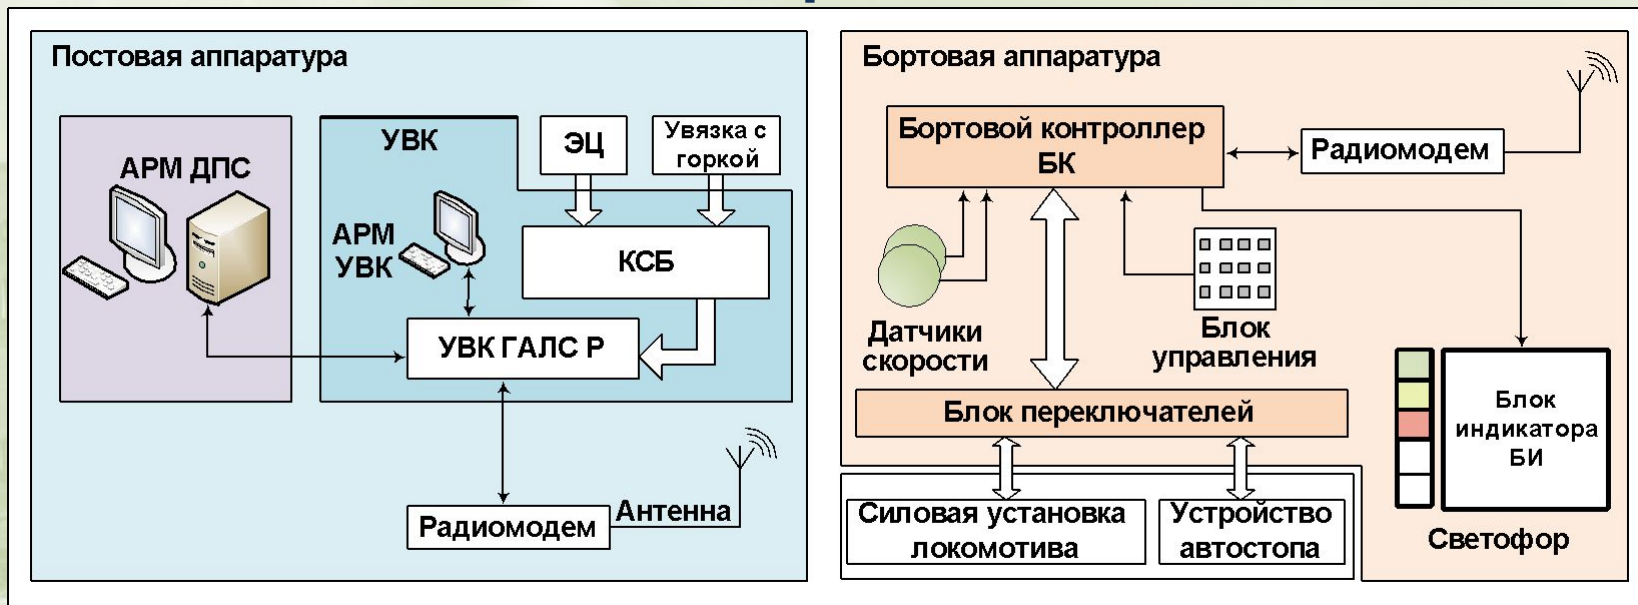 Постовая аппаратура
АРМ ДПС
УВК
ЭЦ
Увязка с
горкой
АРМ
УВК
КСБ
УВК ГАЛС Р
Радиомодем
Антенна
Бортовая аппаратура
Бортовой контроллер
БК
Радиомодем
Датчики
скорости
Блок
управления
Блок переключателей
Блок
индикатора
БИ
Светофор
Силовая установка
локомотива
Устройство
автостопа